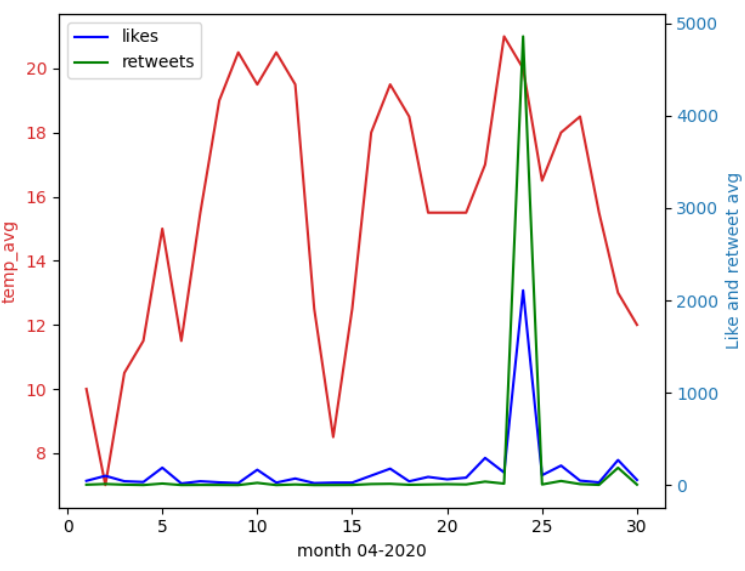 likes
retweets
temp_avg
20
18
16
14
12
10
8
5000
4000
3000
2000
1000
0
Like and retweet avg
0 5 10 15 20 25 30
month 04-2020